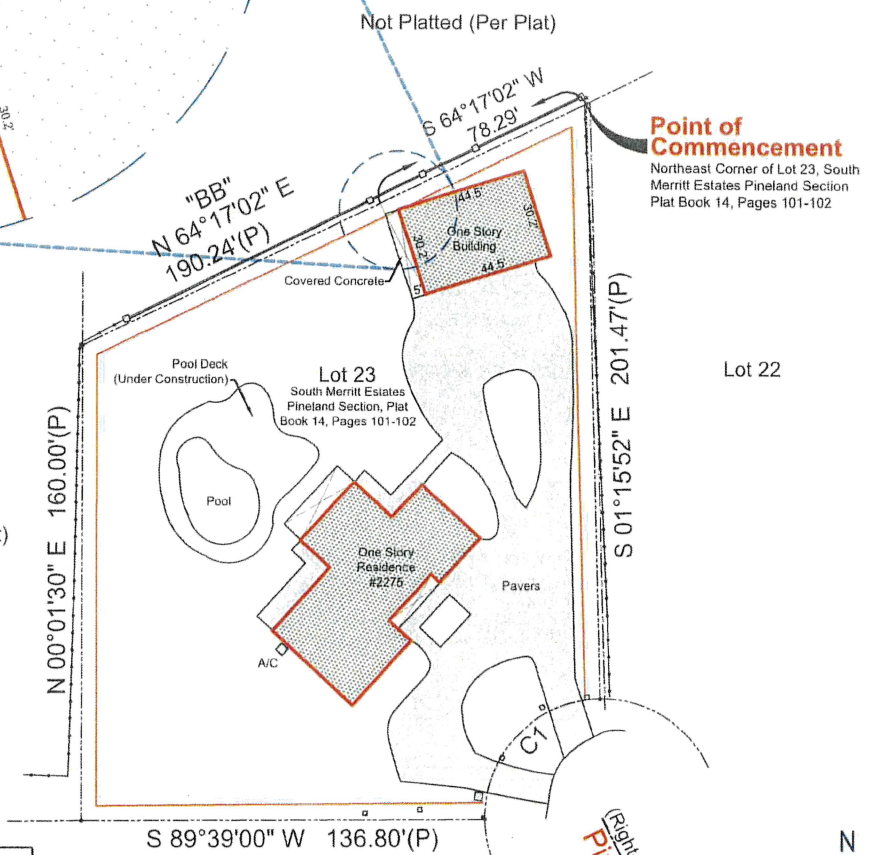 Not Platted (Per Plat)
30.2'
S 64°17'02" W
78.29'
Point of
Commencement
Northeast Corner of Lot 23, South
Merritt Estates Pineland Section
Plat Book 14, Pages 101-102
"BB"
N 64°17'02" E
190.24'(P)
44.5'
30.2'
One Story
Building
30.2'
44.5'
Covered Concrete
5'
S 01°15'52" E 201.47'(P)
Pool Deck
(Under Construction)
Lot 23
South Merritt Estates
Pineland Section, Plat
Book 14, Pages 101-102
Lot 22
N 00°01'30" E 160.00'(P)
Pool
One Story
Residence
#2275
Pavers
A/C
C1
S 89°39'00" W 136.80'(P)
(Right
N